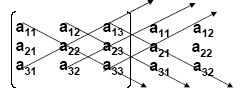 a₁₁ a₁₂ a₁₃ a₁₁ a₁₂
a₂₁ a₂₂ a₂₃ a₂₁ a₂₂
a₃₁ a₃₂ a₃₃ a₃₁ a₃₂